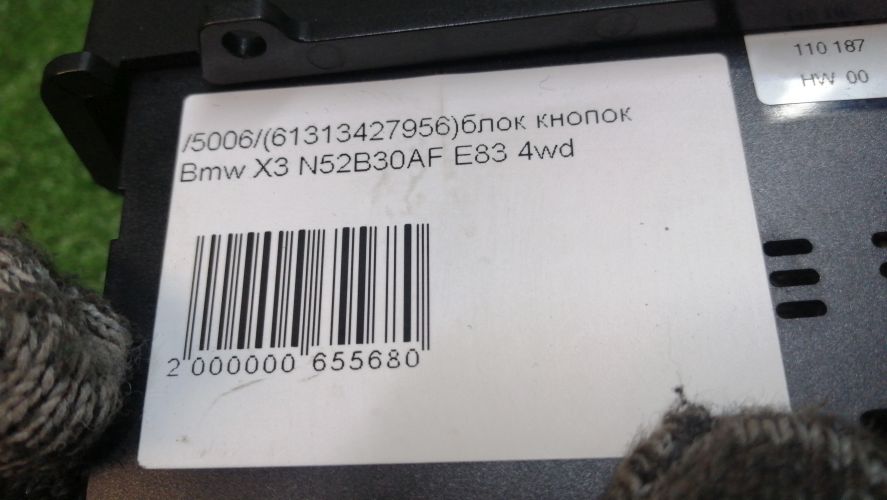 110 187
HW 00
/5006/(61313427956)блок кнопок
Bmw X3 N52B30AF E83 4wd
2 000000 655680